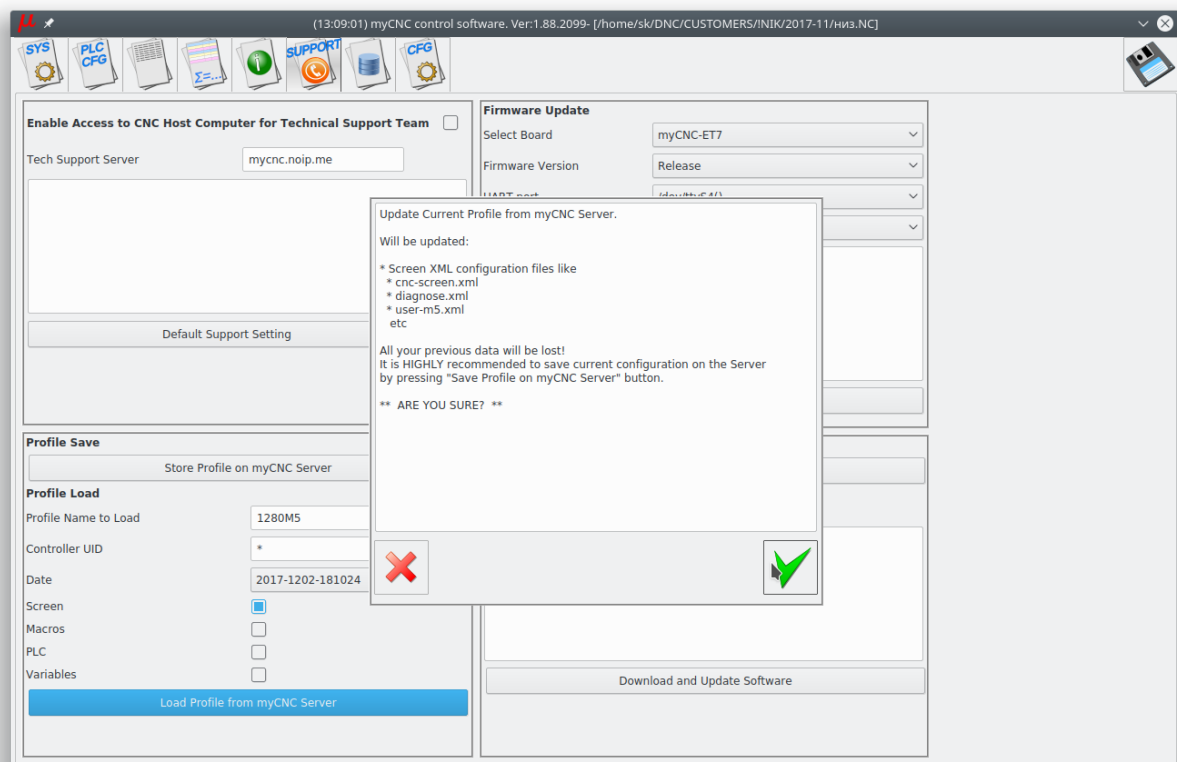 (13:09:01) myCNC control software. Ver:1.88.2099- [/home/sk/DNC/CUSTOMERS/!NIK/2017-11/низ.NC]
SYS
PLC
CFG
Σ=...
SUPPORT
CFG
Enable Access to CNC Host Computer for Technical Support Team
Tech Support Server
mycnc.noip.me
Default Support Setting
Firmware Update
Select Board
myCNC-ET7
Firmware Version
Release
UART port
/dev/ttyS4()
Update Current Profile from myCNC Server.
Will be updated:
* Screen XML configuration files like
* cnc-screen.xml
* diagnose.xml
* user-m5.xml
etc
All your previous data will be lost!
It is HIGHLY recommended to save current configuration on the Server
by pressing "Save Profile on myCNC Server" button.
** ARE YOU SURE? **
Profile Save
Store Profile on myCNC Server
Profile Load
Profile Name to Load
1280M5
Controller UID
*
Date
2017-1202-181024
Screen
Macros
PLC
Variables
Load Profile from myCNC Server
Download and Update Software